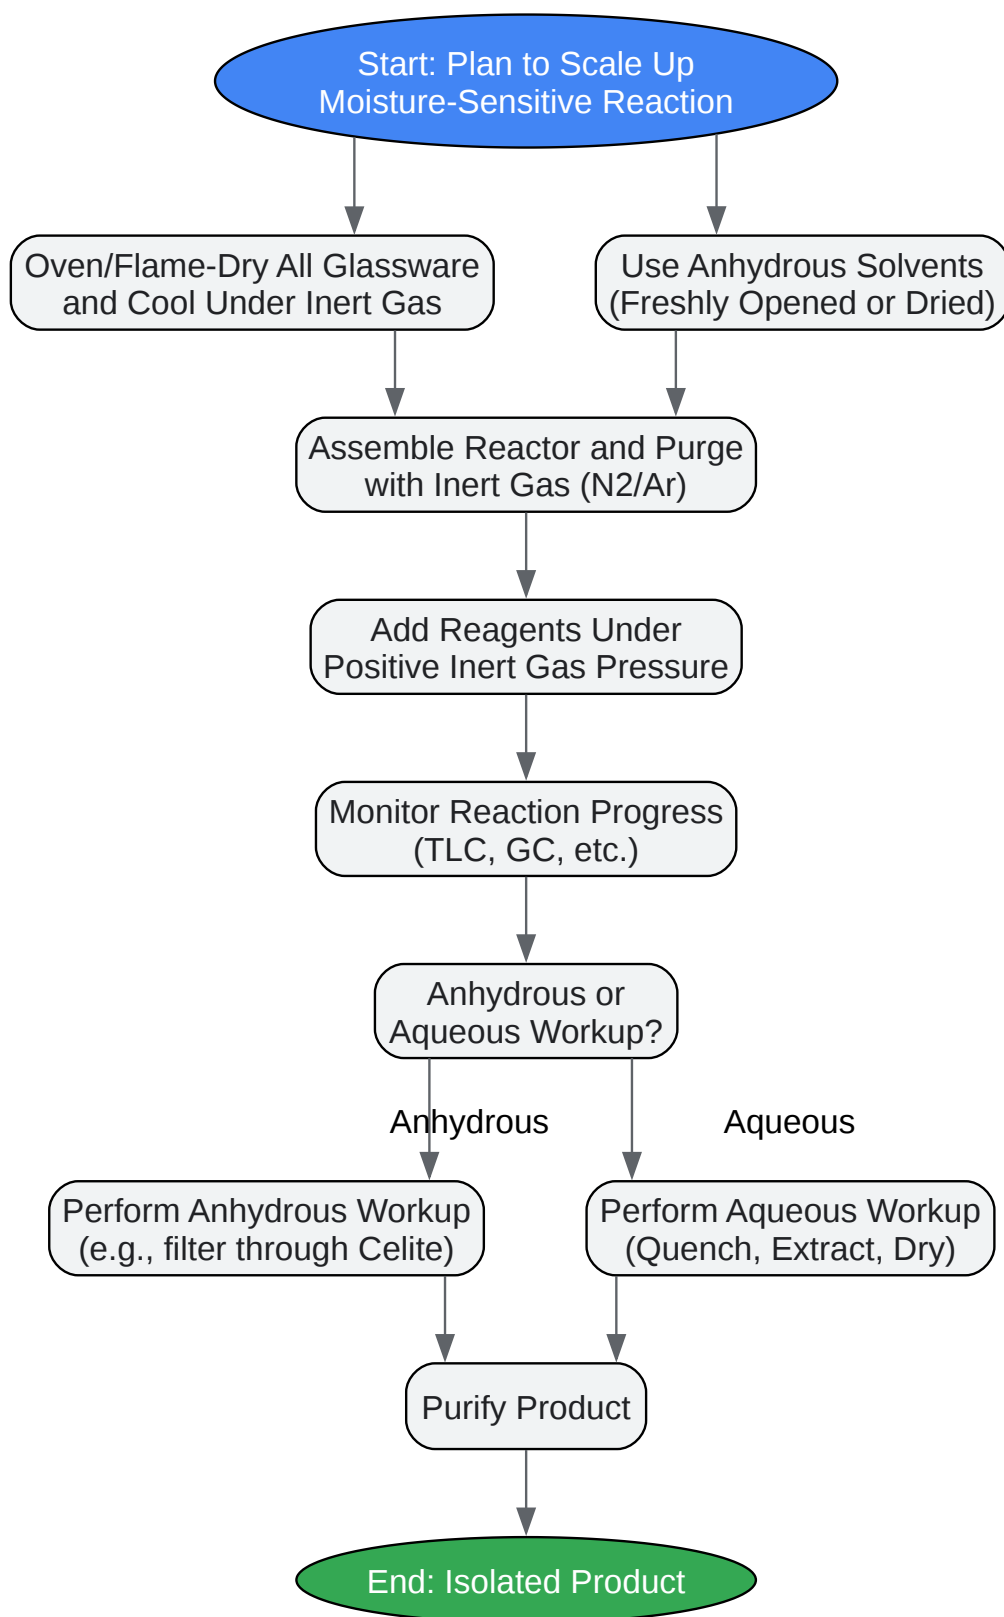 Start: Plan to Scale Up
Moisture-Sensitive Reaction
Oven/Flame-Dry All Glassware
and Cool Under Inert Gas
Use Anhydrous Solvents
(Freshly Opened or Dried)
Assemble Reactor and Purge
with Inert Gas (N2/Ar)
Add Reagents Under
Positive Inert Gas Pressure
Monitor Reaction Progress
(TLC, GC, etc.)
Anhydrous or
Aqueous Workup?
Anhydrous
Aqueous
Perform Anhydrous Workup
(e.g., filter through Celite)
Perform Aqueous Workup
(Quench, Extract, Dry)
Purify Product
End: Isolated Product